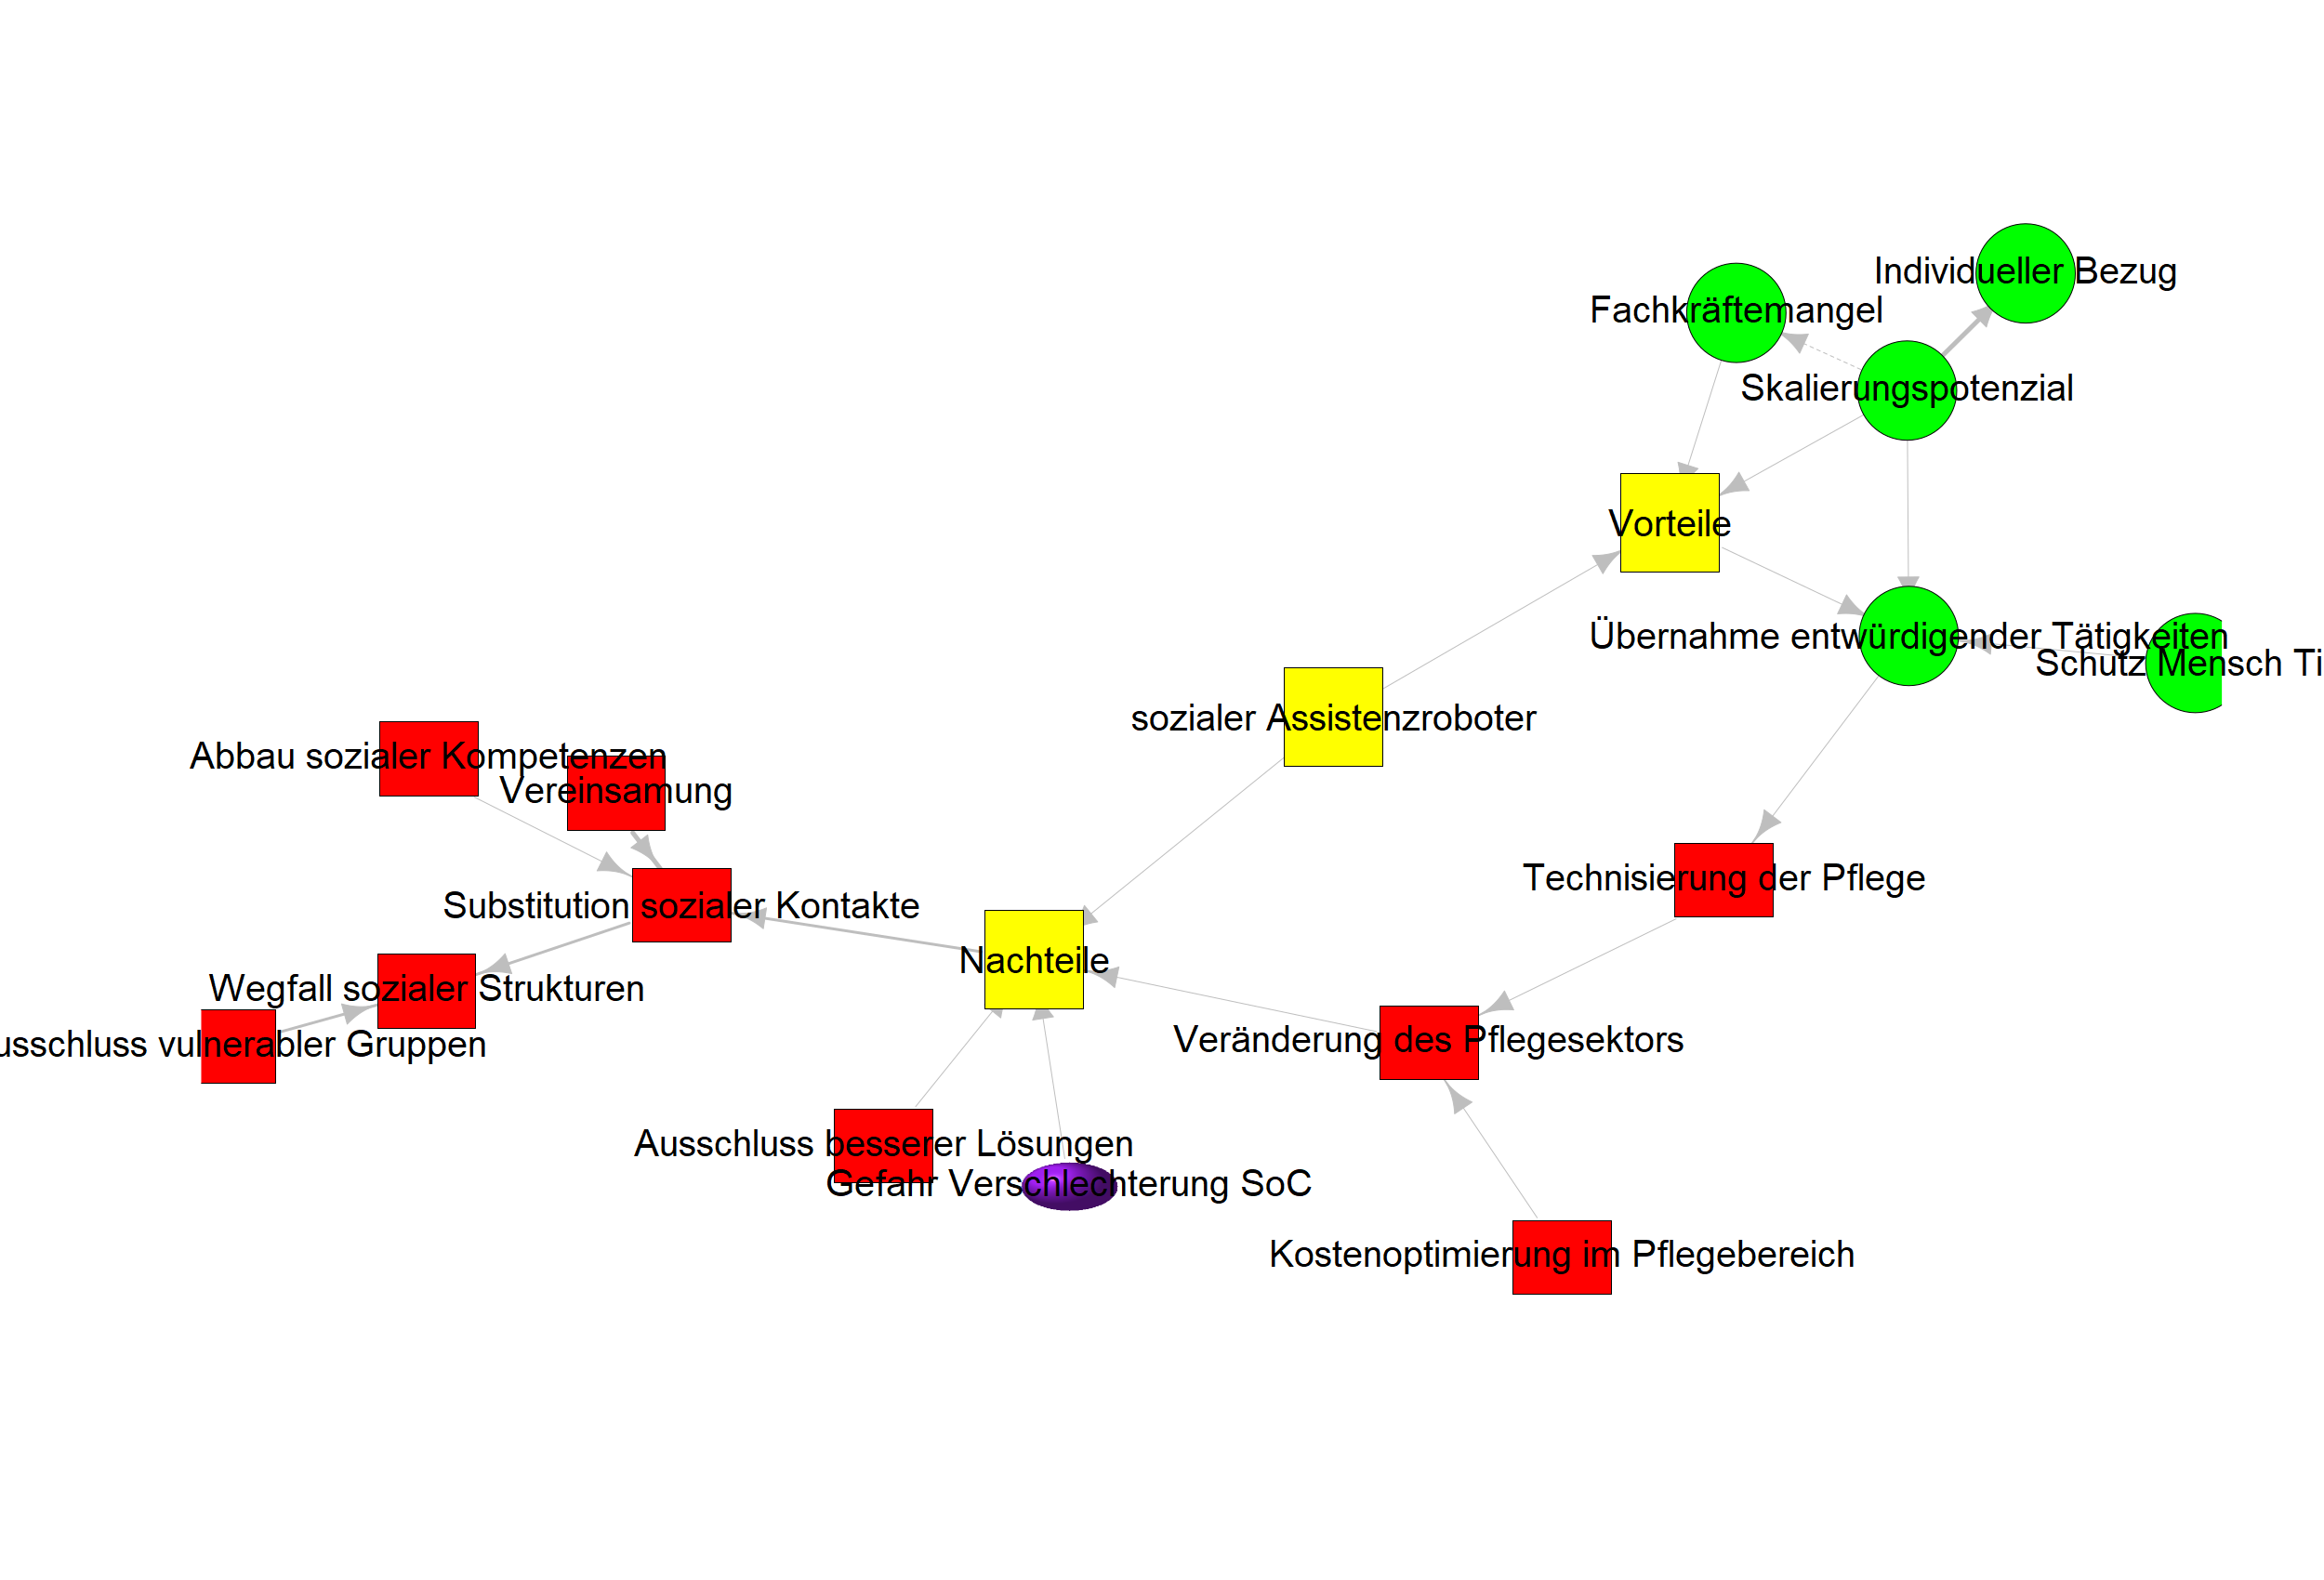 Individueller Bezug
Fachkräftemangel
Skalierungspotenzial
Vorteile
Übernahme entwürdigender Tätigkeiten
Schutz Mensch Ti
sozialer Assistenzroboter
Abbau sozialer Kompetenzen
Vereinsamung
Technisierung der Pflege
Substitution sozialer Kontakte
Nachteile
Wegfall sozialer Strukturen
Veränderung des Pflegesektors
usschluss vulnerabler Gruppen
Ausschluss besserer Lösungen
Gefahr Verschlechterung SoC
Kostenoptimierung im Pflegebereich